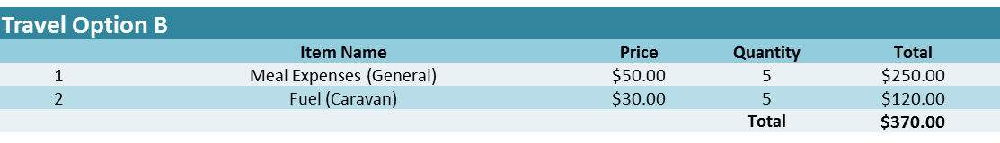 Travel Option B
Item Name Price Quantity Total
1 Meal Expenses (General) $50.00 5 $250.00
2 Fuel (Caravan) $30.00 5 $120.00
Total $370.00